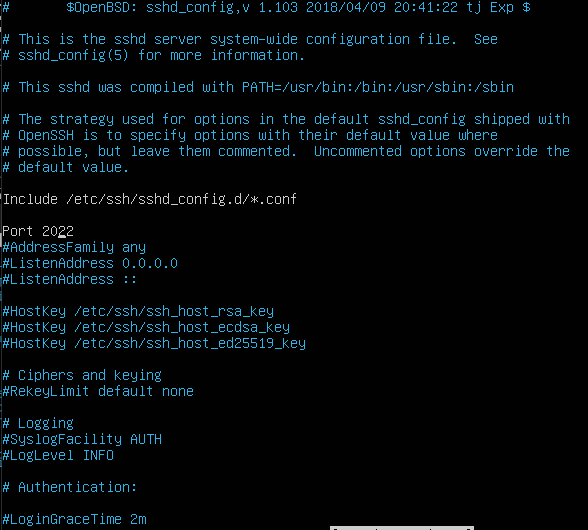 #       $OpenBSD: sshd_config,v 1.103 2018/04/09 20:41:22 tj Exp $
# This is the sshd server system-wide configuration file.  See
# sshd_config(5) for more information.
# This sshd was compiled with PATH=/usr/bin:/bin:/usr/sbin:/sbin
# The strategy used for options in the default sshd_config shipped with
# OpenSSH is to specify options with their default value where
# possible, but leave them commented.  Uncommented options override the
# default value.
Include /etc/ssh/sshd_config.d/*.conf
Port 2022
#AddressFamily any
#ListenAddress 0.0.0.0
#ListenAddress ::
#HostKey /etc/ssh/ssh_host_rsa_key
#HostKey /etc/ssh/ssh_host_ecdsa_key
#HostKey /etc/ssh/ssh_host_ed25519_key
# Ciphers and keying
#RekeyLimit default none
# Logging
#SyslogFacility AUTH
#LogLevel INFO
# Authentication:
#LoginGraceTime 2m